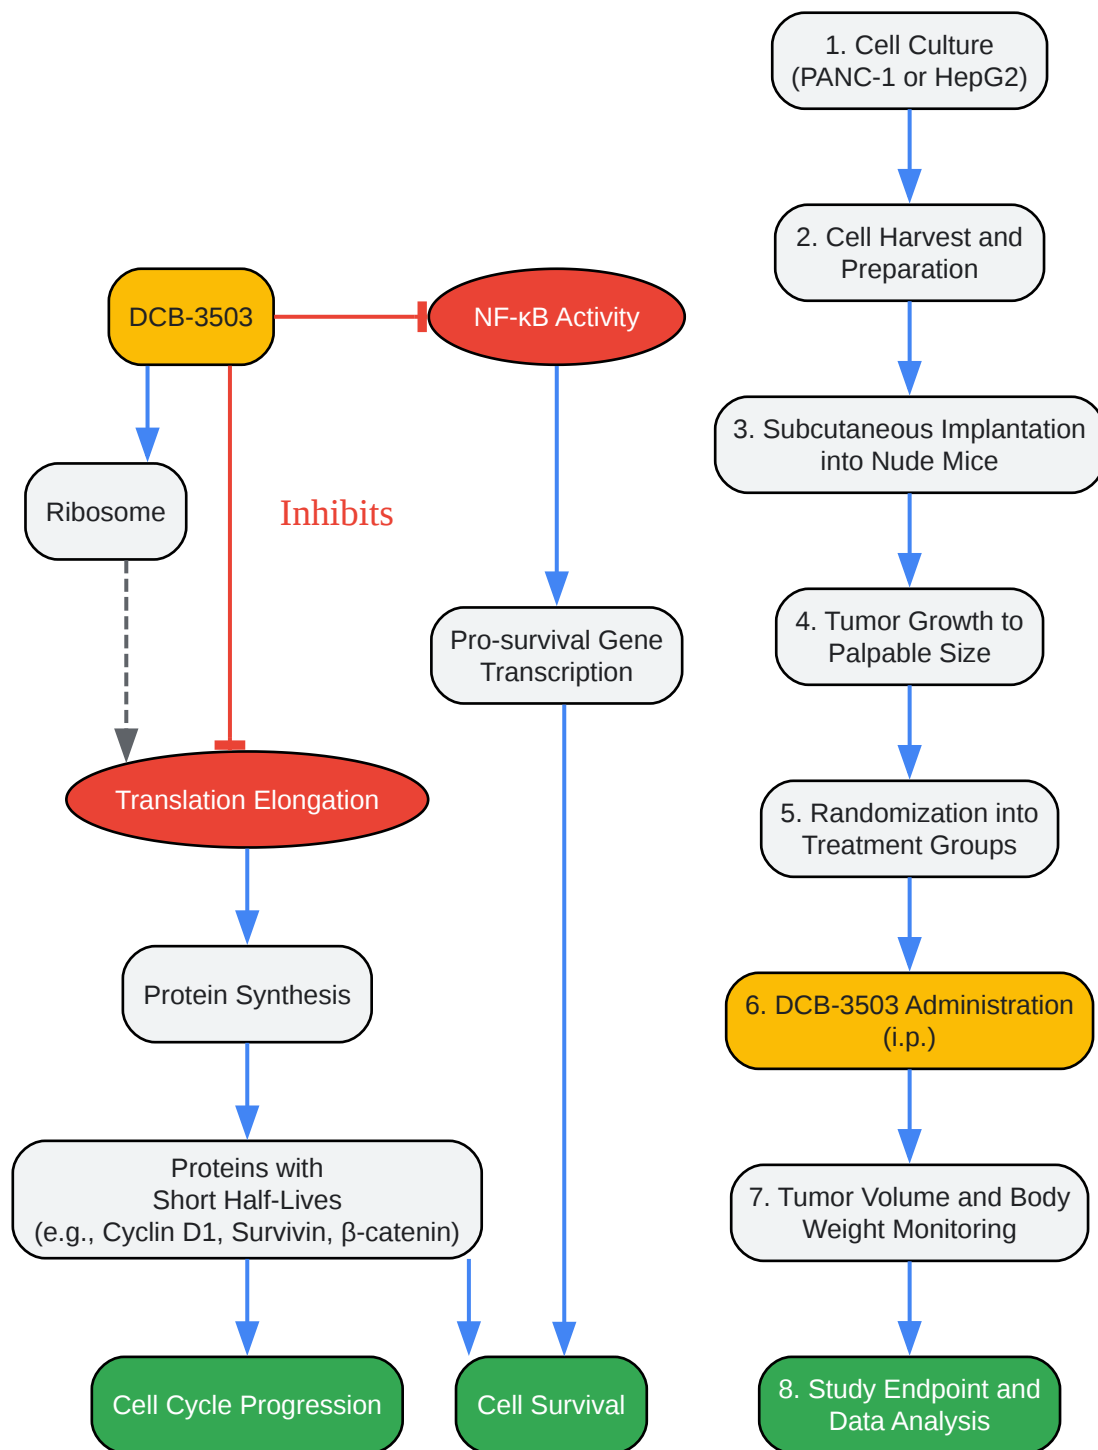 DCB-3503
NF-κB Activity
Ribosome
Inhibits
Pro-survival Gene
Transcription
Translation Elongation
Protein Synthesis
Proteins with
Short Half-Lives
(e.g., Cyclin D1, Survivin, β-catenin)
Cell Cycle Progression
Cell Survival
1. Cell Culture
(PANC-1 or HepG2)
2. Cell Harvest and
Preparation
3. Subcutaneous Implantation
into Nude Mice
4. Tumor Growth to
Palpable Size
5. Randomization into
Treatment Groups
6. DCB-3503 Administration
(i.p.)
7. Tumor Volume and Body
Weight Monitoring
8. Study Endpoint and
Data Analysis